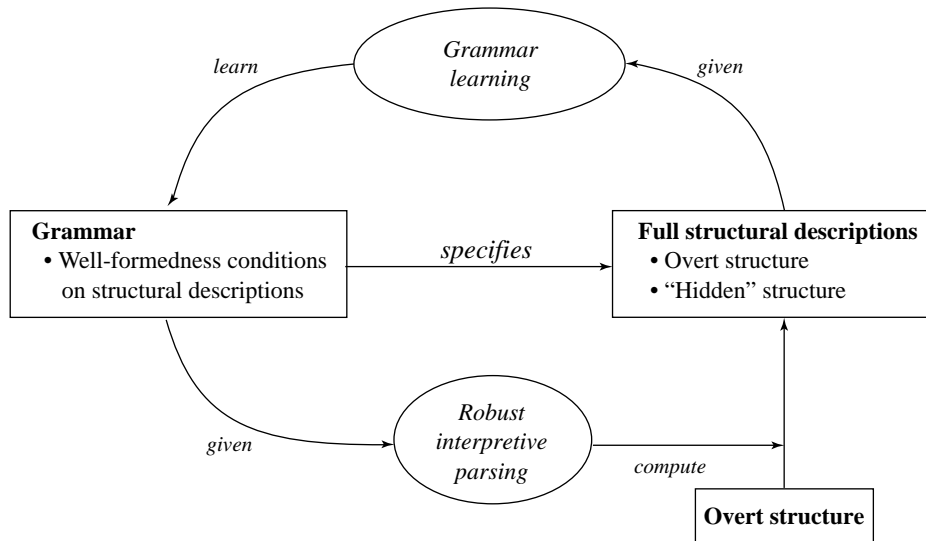 Grammar
learning
learn
given
Grammar
• Well-formedness conditions
on structural descriptions
specifies
Full structural descriptions
• Overt structure
• “Hidden” structure
given
Robust
interpretive
parsing
compute
Overt structure